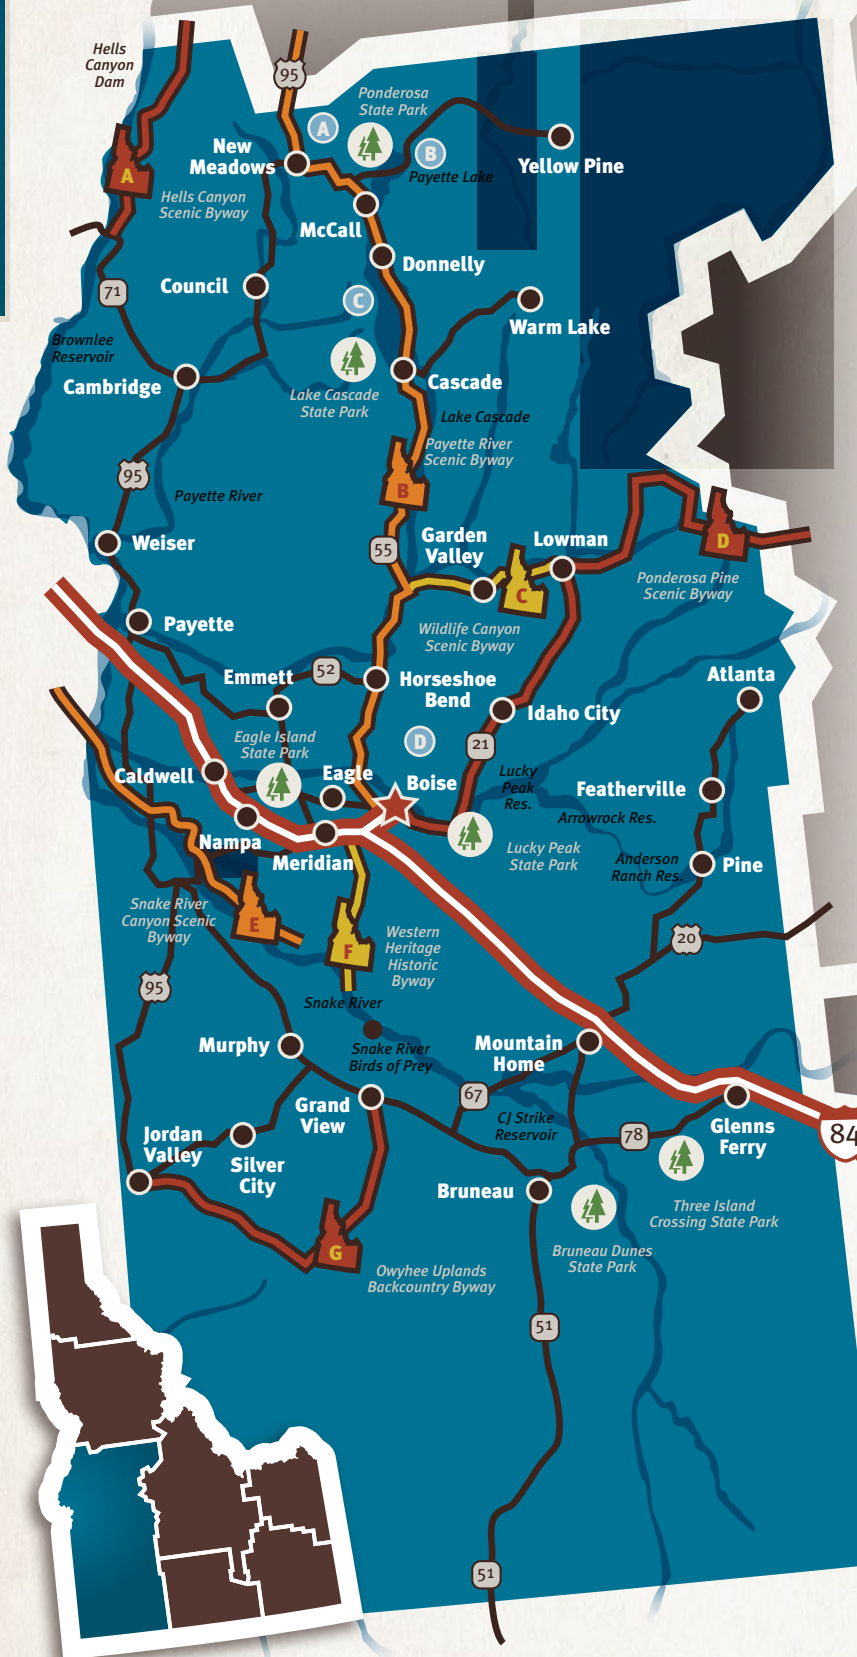 Hells
Canyon
Dam
95
Ponderosa
State Park
A
New
Meadows
B
Yellow Pine
A
Payette Lake
Hells Canyon
Scenic Byway
McCall
Donnelly
71
Council
C
Warm Lake
Brownlee
Reservoir
Cambridge
Cascade
Lake Cascade
State Park
Lake Cascade
Payette River
Scenic Byway
95
B
Payette River
Weiser
55
Garden
Valley
Lowman
D
C
Ponderosa Pine
Scenic Byway
Payette
Wildlife Canyon
Scenic Byway
Emmett
52
Horseshoe
Bend
Atlanta
Idaho City
Eagle Island
State Park
D
21
Caldwell
Eagle
Boise
Lucky
Peak
Res.
Featherville
Arrowrock Res.
Nampa
Meridian
Lucky Peak
State Park
Anderson
Ranch Res.
Pine
Snake River
Canyon Scenic
Byway
E
F
Western
Heritage
Historic
Byway
20
95
Snake River
Murphy
Snake River
Birds of Prey
Mountain
Home
Grand
View
67
CJ Strike
Reservoir
78
Glenns
Ferry
84
Jordan
Valley
Silver
City
Bruneau
Three Island
Crossing State Park
G
Bruneau Dunes
State Park
Owyhee Uplands
Backcountry Byway
51
51